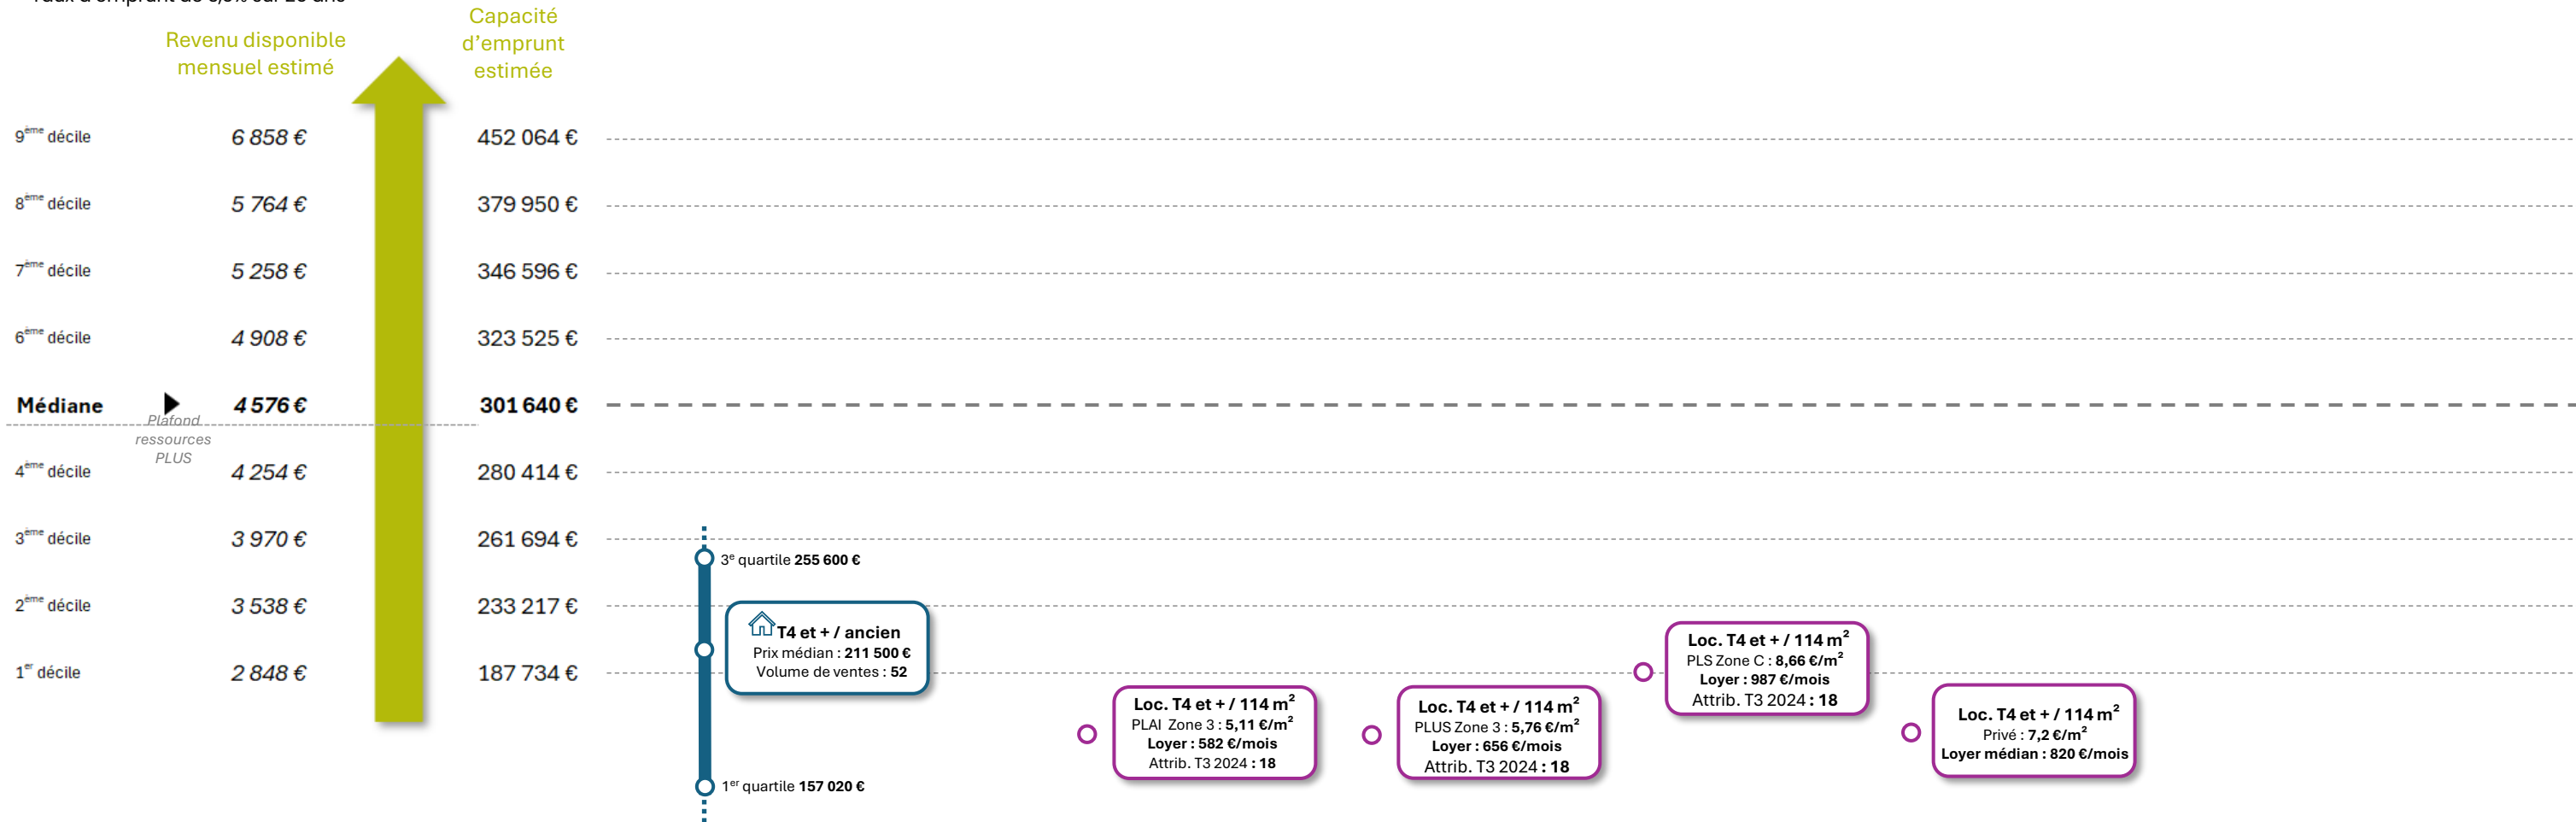 Capacité
d'emprunt
estimée
Revenu disponible
mensuel estimé
9ème décile 6 858 € 452 064 €
8ème décile 5 764 € 379 950 €
7ème décile 5 258 € 346 596 €
6ème décile 4 908 € 323 525 €
Médiane 4 576 € 301 640 €
Plafond
ressources
PLUS
4ème décile 4 254 € 280 414 €
3ème décile 3 970 € 261 694 €
2ème décile 3 538 € 233 217 €
1er décile 2 848 € 187 734 €
3e quartile 255 600 €
T4 et + / ancien
Prix médian : 211 500 €
Volume de ventes : 52
1er quartile 157 020 €
Loc. T4 et + / 114 m²
PLAI Zone 3 : 5,11 €/m²
Loyer : 582 €/mois
Attrib. T3 2024 : 18
Loc. T4 et + / 114 m²
PLUS Zone 3 : 5,76 €/m²
Loyer : 656 €/mois
Attrib. T3 2024 : 18
Loc. T4 et + / 114 m²
PLS Zone C : 8,66 €/m²
Loyer : 987 €/mois
Attrib. T3 2024 : 18
Loc. T4 et + / 114 m²
Privé : 7,2 €/m²
Loyer médian : 820 €/mois